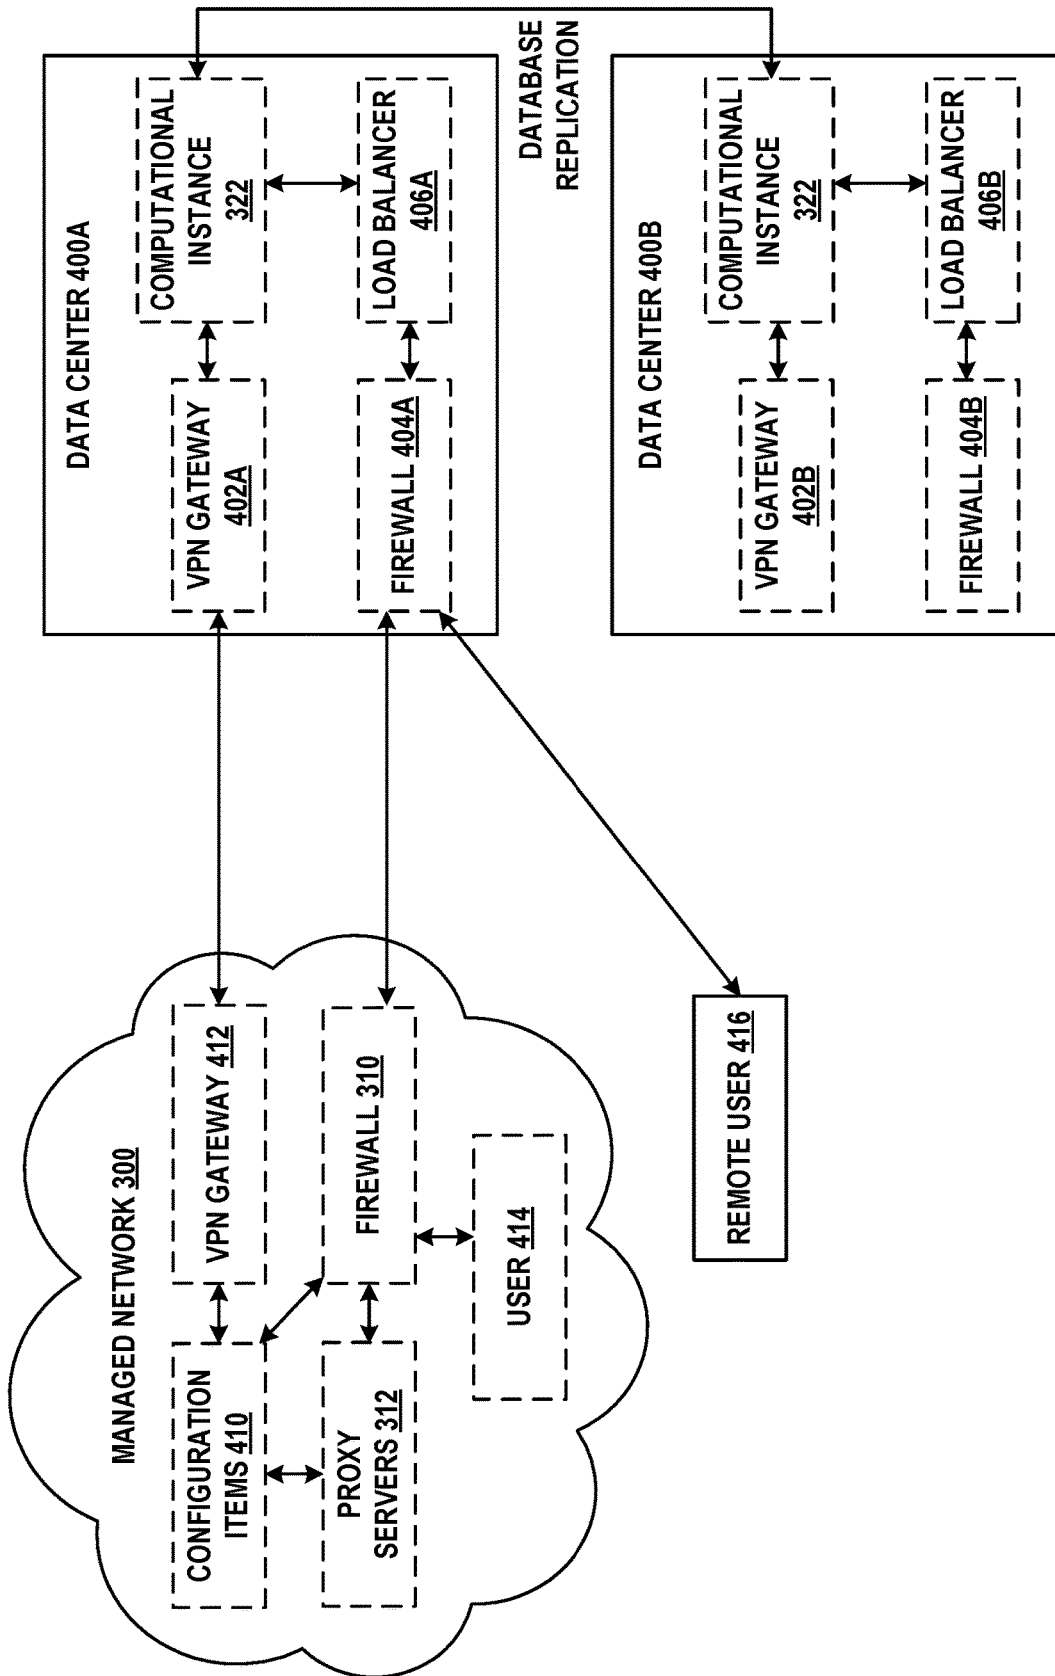 MANAGED NETWORK 300
CONFIGURATION
ITEMS 410
VPN GATEWAY 412
PROXY
SERVERS 312
FIREWALL 310
USER 414
REMOTE USER 416
DATA CENTER 400A
VPN GATEWAY
402A
COMPUTATIONAL
INSTANCE
322
FIREWALL 404A
LOAD BALANCER
406A
DATABASE
REPLICATION
DATA CENTER 400B
VPN GATEWAY
402B
COMPUTATIONAL
INSTANCE
322
FIREWALL 404B
LOAD BALANCER
406B